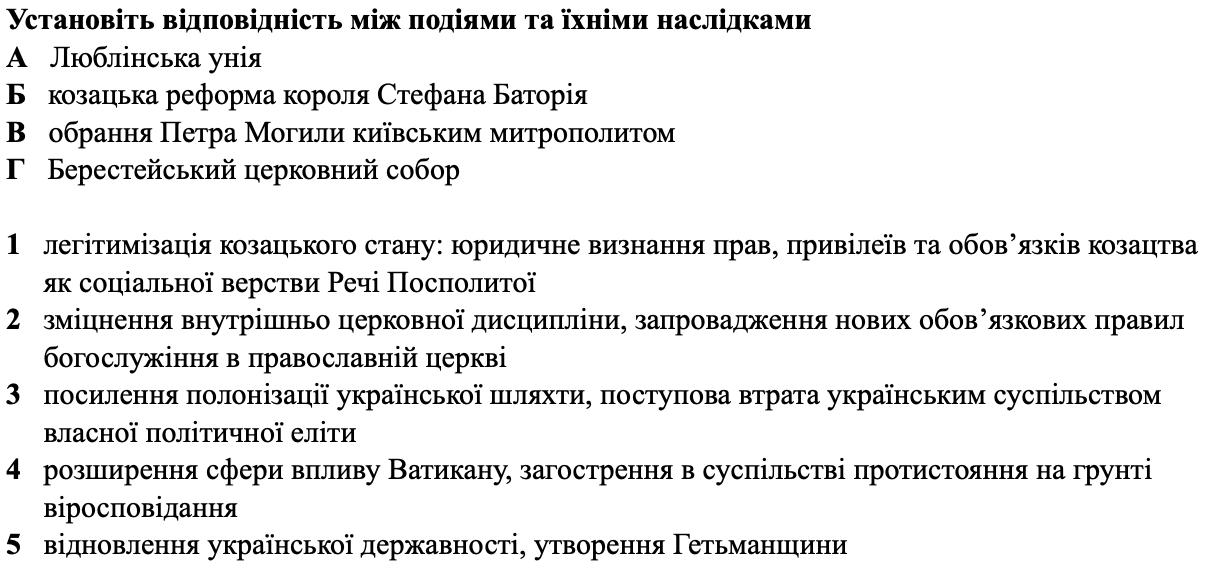 Установіть відповідність між подіями та їхніми наслідками
А Люблінська унія
Б козацька реформа короля Стефана Баторія
В обрання Петра Могили київським митрополитом
Г Берестейський церковний собор
1 легітимізація козацького стану: юридичне визнання прав, привілеїв та обов’язків козацтва
як соціальної верстви Речі Посполитої
2 зміцнення внутрішньо церковної дисципліни, запровадження нових обов’язкових правил
богослужіння в православній церкві
3 посилення полонізації української шляхти, поступова втрата українським суспільством
власної політичної еліти
4 розширення сфери впливу Ватикану, загострення в суспільстві протистояння на грунті
віросповідання
5 відновлення української державності, утворення Гетьманщини